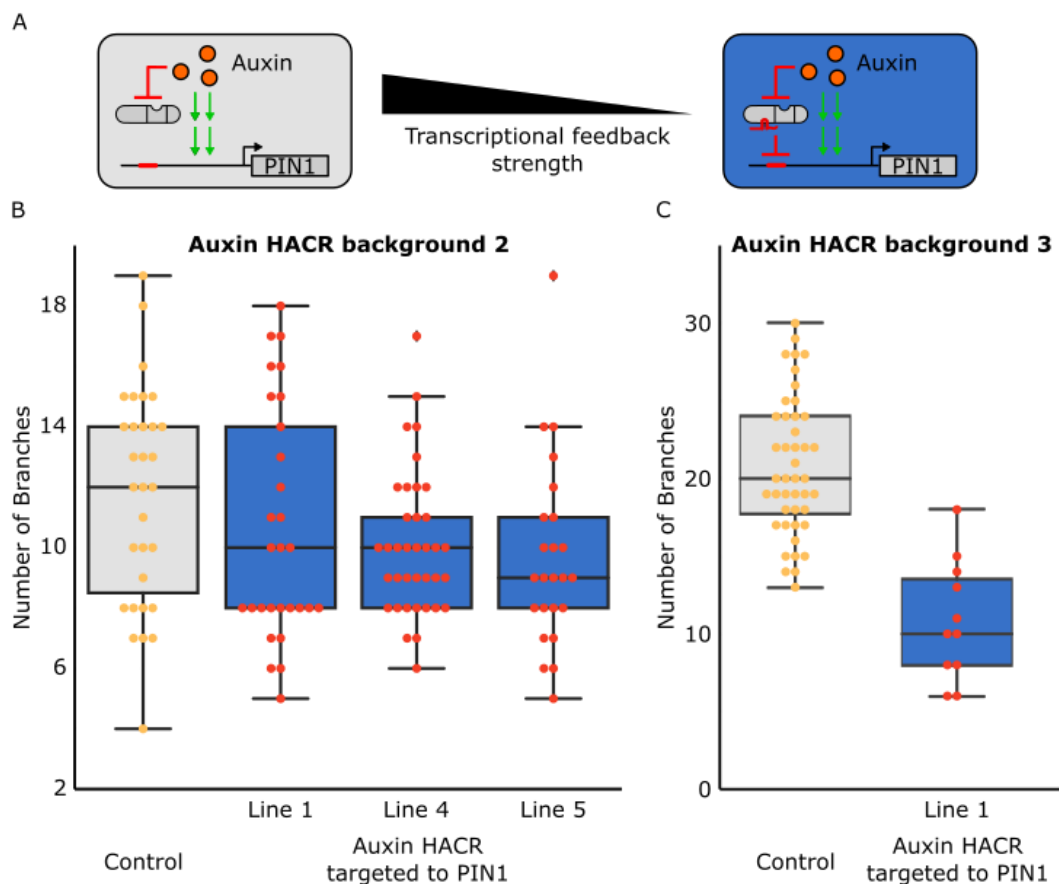 A
Auxin
PIN1
Transcriptional feedback
strength
Auxin
PIN1
B
Auxin HACR background 2
Number of Branches
18
14
10
6
2
Line 1
Line 4
Line 5
Control
Auxin HACR
targeted to PIN1
C
Auxin HACR background 3
Number of Branches
30
20
10
0
Line 1
Control
Auxin HACR
targeted to PIN1